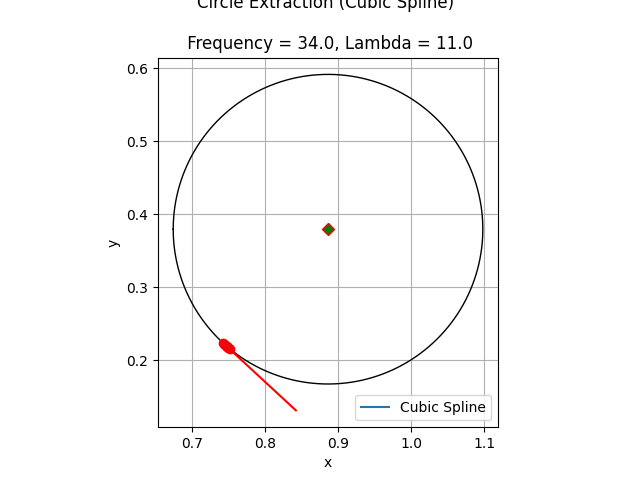 Circle Extraction (Cubic Spline)
Frequency = 34.0, Lambda = 11.0
0.6
0.5
0.4
0.3
0.2
y
0.7 0.8 0.9 1.0 1.1
x
Cubic Spline